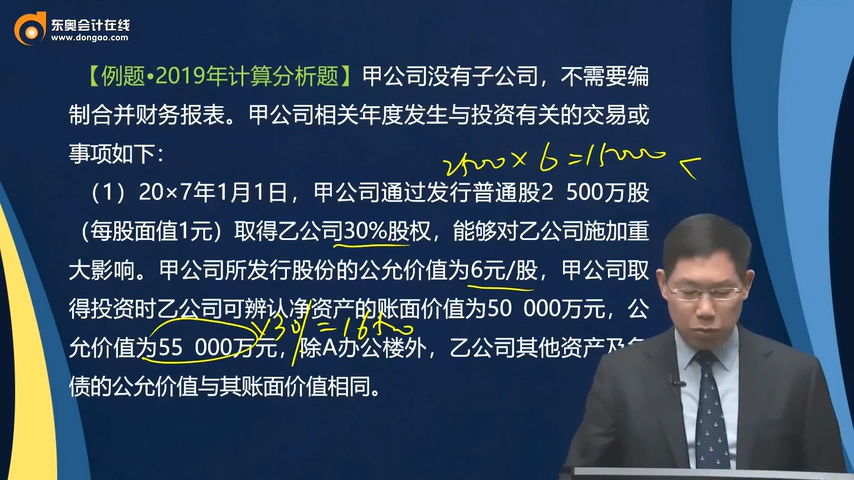 东奥会计在线
www.dongao.com
【例题•2019年计算分析题】甲公司没有子公司，不需要编
制合并财务报表。甲公司相关年度发生与投资有关的交易或
事项如下：
2500×6=15000 <
（1）20×7年1月1日，甲公司通过发行普通股2 500万股
（每股面值1元）取得乙公司30%股权，能够对乙公司施加重
大影响。甲公司所发行股份的公允价值为6元/股，甲公司取
得投资时乙公司可辨认净资产的账面价值为50 000万元，公
×30%=16500
允价值为55 000万元，除A办公楼外，乙公司其他资产及
债的公允价值与其账面价值相同。